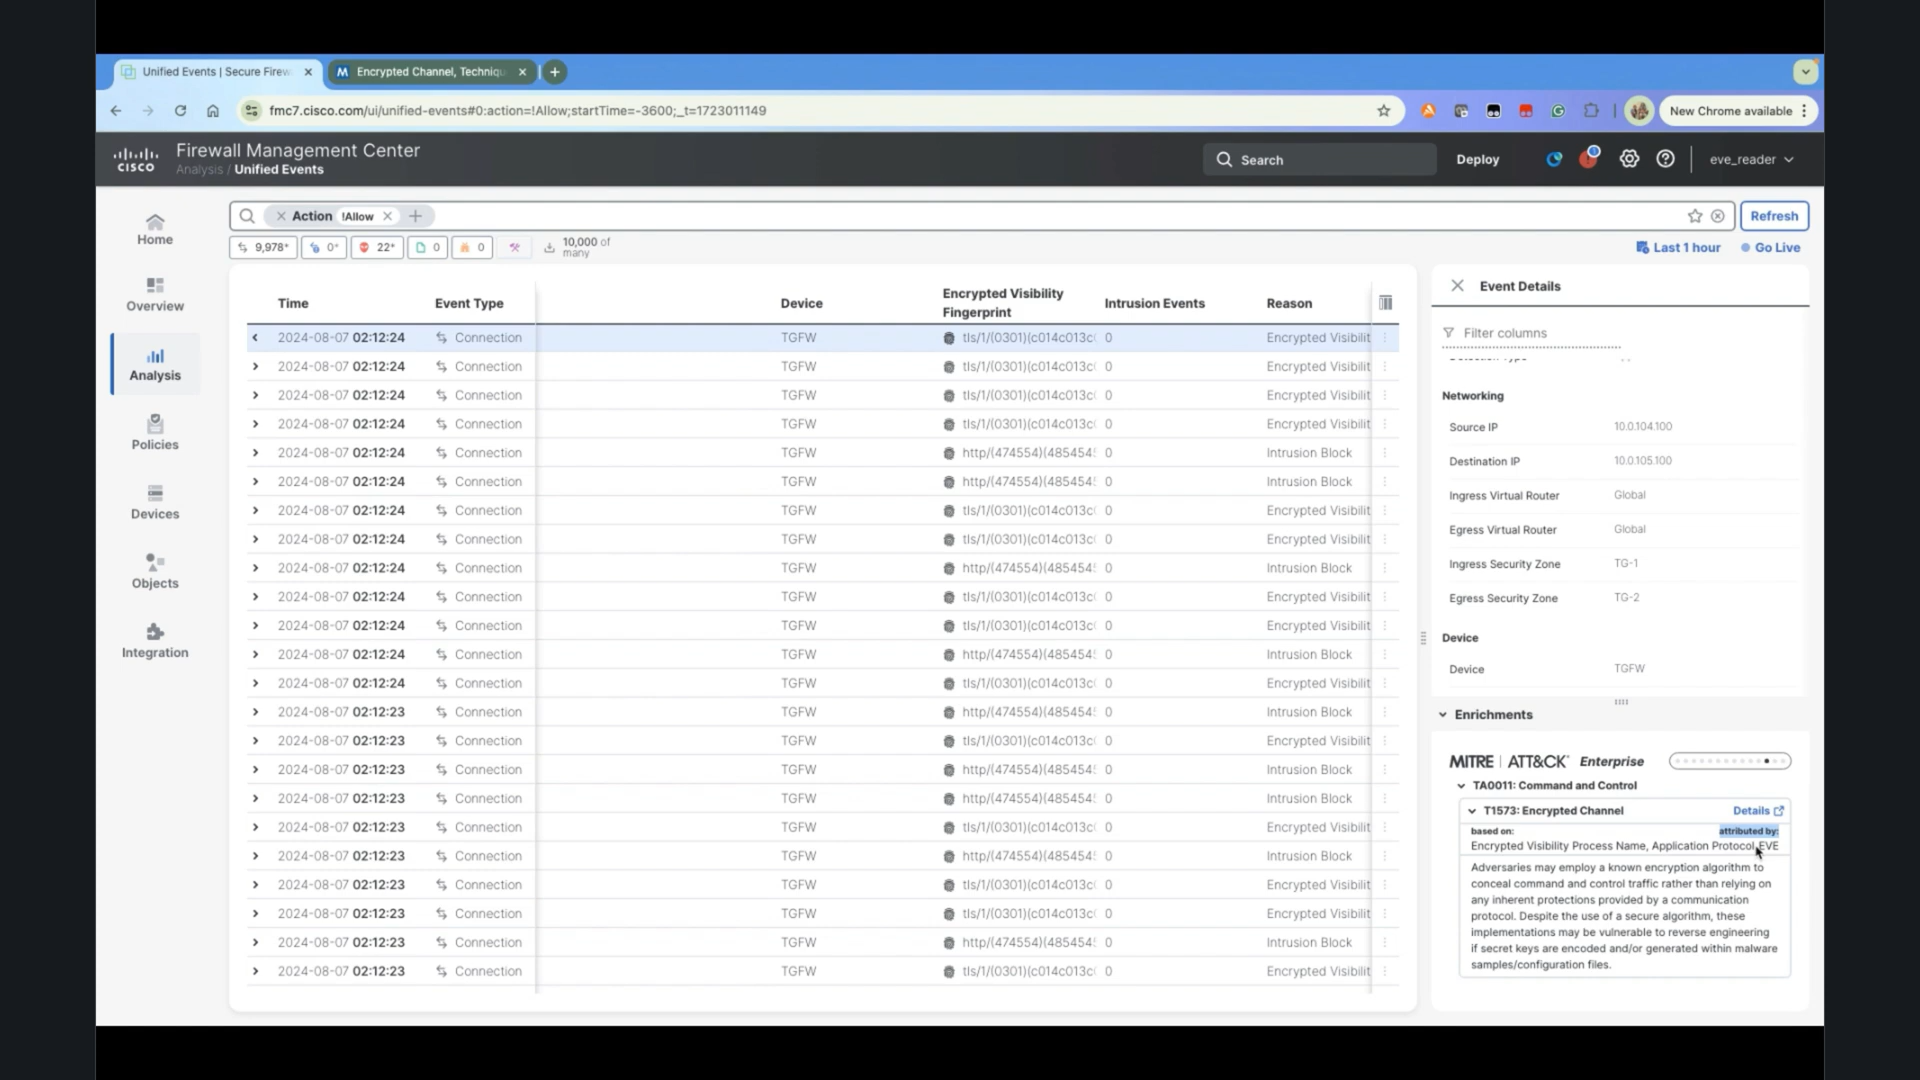 Unified Events | Secure Firew
Encrypted Channel, Techniqu
fmc7.cisco.com/ui/unified-events#0:action=!Allow;startTime=-3600;_t=1723011149
New Chrome available
CISCO
Firewall Management Center
Analysis / Unified Events
Search
Deploy
eve_reader
Home
Overview
Analysis
Policies
Devices
Objects
Integration
Action !Allow
Refresh
9,978* 0* 22* 0 0 10,000 of many
Last 1 hour Go Live
Time Event Type Device Encrypted Visibility Fingerprint Intrusion Events Reason
2024-08-07 02:12:24 Connection TGFW tls/1/(0301)(c014c013c 0 Encrypted Visibilit
2024-08-07 02:12:24 Connection TGFW tls/1/(0301)(c014c013c 0 Encrypted Visibilit
2024-08-07 02:12:24 Connection TGFW tls/1/(0301)(c014c013c 0 Encrypted Visibilit
2024-08-07 02:12:24 Connection TGFW tls/1/(0301)(c014c013c 0 Encrypted Visibilit
2024-08-07 02:12:24 Connection TGFW http/(474554)(485454 0 Intrusion Block
2024-08-07 02:12:24 Connection TGFW http/(474554)(485454 0 Intrusion Block
2024-08-07 02:12:24 Connection TGFW tls/1/(0301)(c014c013c 0 Encrypted Visibilit
2024-08-07 02:12:24 Connection TGFW tls/1/(0301)(c014c013c 0 Encrypted Visibilit
2024-08-07 02:12:24 Connection TGFW http/(474554)(485454 0 Intrusion Block
2024-08-07 02:12:24 Connection TGFW tls/1/(0301)(c014c013c 0 Encrypted Visibilit
2024-08-07 02:12:24 Connection TGFW tls/1/(0301)(c014c013c 0 Encrypted Visibilit
2024-08-07 02:12:24 Connection TGFW http/(474554)(485454 0 Intrusion Block
2024-08-07 02:12:24 Connection TGFW tls/1/(0301)(c014c013c 0 Encrypted Visibilit
2024-08-07 02:12:23 Connection TGFW http/(474554)(485454 0 Intrusion Block
2024-08-07 02:12:23 Connection TGFW tls/1/(0301)(c014c013c 0 Encrypted Visibilit
2024-08-07 02:12:23 Connection TGFW http/(474554)(485454 0 Intrusion Block
2024-08-07 02:12:23 Connection TGFW http/(474554)(485454 0 Intrusion Block
2024-08-07 02:12:23 Connection TGFW tls/1/(0301)(c014c013c 0 Encrypted Visibilit
2024-08-07 02:12:23 Connection TGFW http/(474554)(485454 0 Intrusion Block
2024-08-07 02:12:23 Connection TGFW tls/1/(0301)(c014c013c 0 Encrypted Visibilit
2024-08-07 02:12:23 Connection TGFW tls/1/(0301)(c014c013c 0 Encrypted Visibilit
2024-08-07 02:12:23 Connection TGFW http/(474554)(485454 0 Intrusion Block
2024-08-07 02:12:23 Connection TGFW tls/1/(0301)(c014c013c 0 Encrypted Visibilit
Event Details
Filter columns
Networking
Source IP 10.0.104.100
Destination IP 10.0.105.100
Ingress Virtual Router Global
Egress Virtual Router Global
Ingress Security Zone TG-1
Egress Security Zone TG-2
Device
Device TGFW
Enrichments
MITRE | ATT&CK Enterprise
TA0011: Command and Control
T1573: Encrypted Channel Details
based on: attributed by:
Encrypted Visibility Process Name, Application Protocol EVE
Adversaries may employ a known encryption algorithm to
conceal command and control traffic rather than relying on
any inherent protections provided by a communication
protocol. Despite the use of a secure algorithm, these
implementations may be vulnerable to reverse engineering
if secret keys are encoded and/or generated within malware
samples/configuration files.